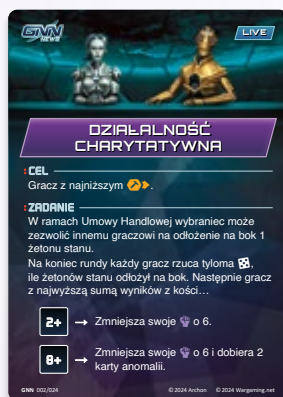 GNN
NEWS
LIVE
DZIAŁALNOŚĆ
CHARYTATYWNA
CEL
Gracz z najniższym .
ZADANIE
W ramach Umowy Handlowej wybraniec może
zezwolić innemu graczowi na odłożenie na bok 1
żetonu stanu.
Na koniec rundy każdy gracz rzuca tyloma ,
ile żetonów stanu odłożył na bok. Następnie gracz
z najwyższą sumą wyników z kości…
2+ → Zmniejsza swoje o 6.
8+ → Zmniejsza swoje o 6 i dobiera 2
karty anomalii.
GNN 002/024 ©2024 Archon ©2024 Wargaming.net